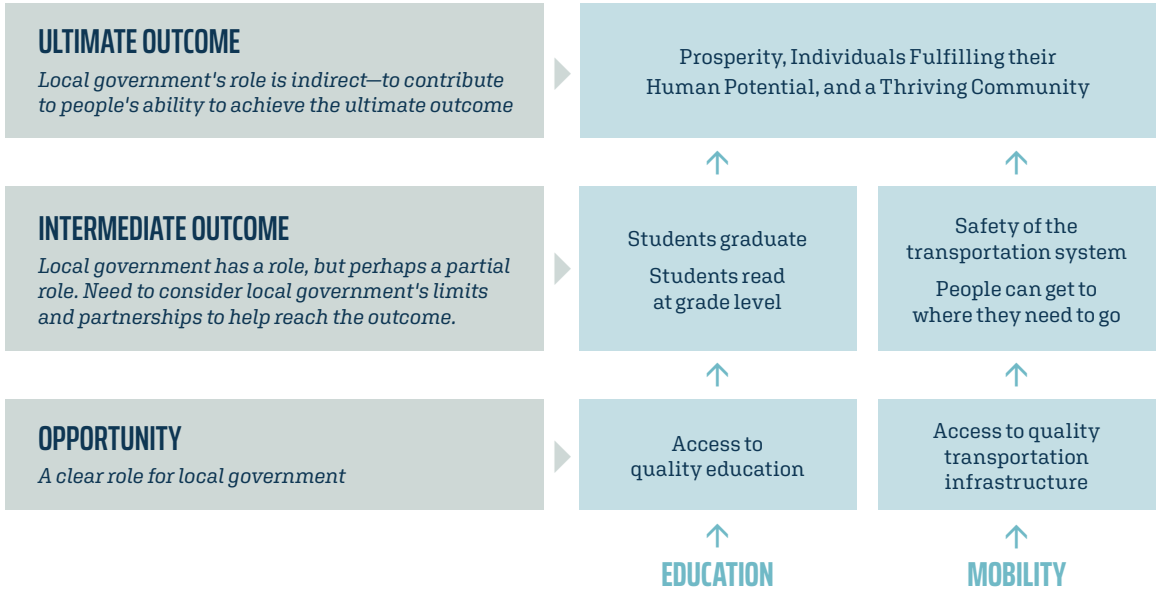 ULTIMATE OUTCOME
Local government's role is indirect—to contribute
to people's ability to achieve the ultimate outcome
Prosperity, Individuals Fulfilling their
Human Potential, and a Thriving Community
INTERMEDIATE OUTCOME
Local government has a role, but perhaps a partial
role. Need to consider local government's limits
and partnerships to help reach the outcome.
Students graduate
Students read
at grade level
Safety of the
transportation system
People can get to
where they need to go
OPPORTUNITY
A clear role for local government
Access to
quality education
Access to quality
transportation
infrastructure
EDUCATION
MOBILITY